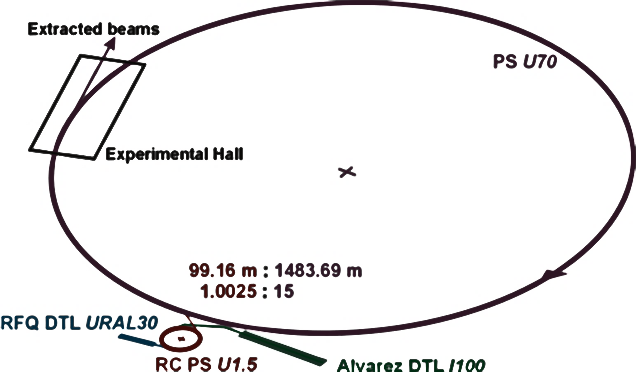 Extracted beams
PS U70
Experimental Hall
99.16 m : 1483.69 m
1.0025 : 15
RFQ DTL URAL30
RC PS U1.5
Alvarez DTL I100